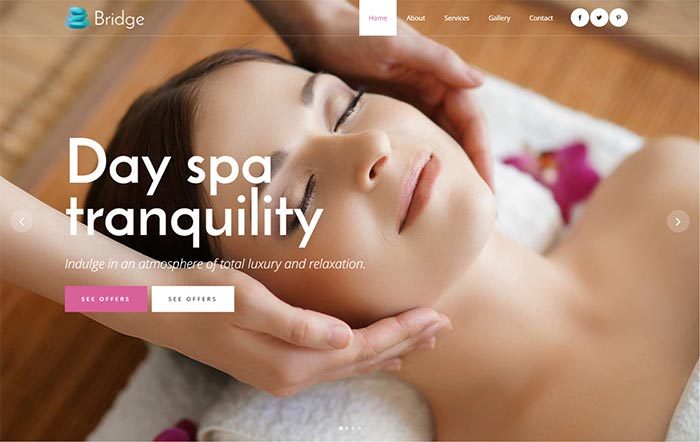 Bridge
Home About Services Gallery Contact
Day spa
tranquility
Indulge in an atmosphere of total luxury and relaxation.
SEE OFFERS SEE OFFERS